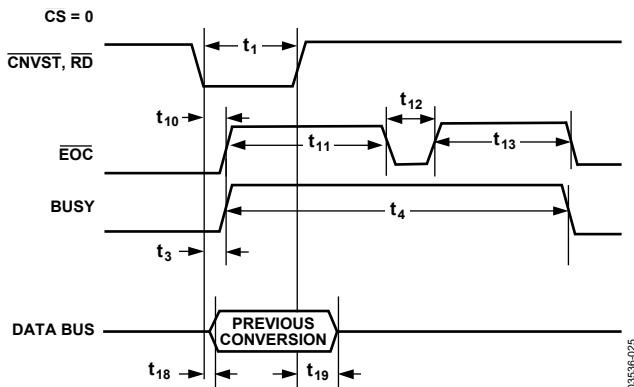 CS = 0
CNVST, RD
t1
t10
t12
EOC
t11
t13
BUSY
t4
t3
DATA BUS
PREVIOUS
CONVERSION
t18
t19
03536-025